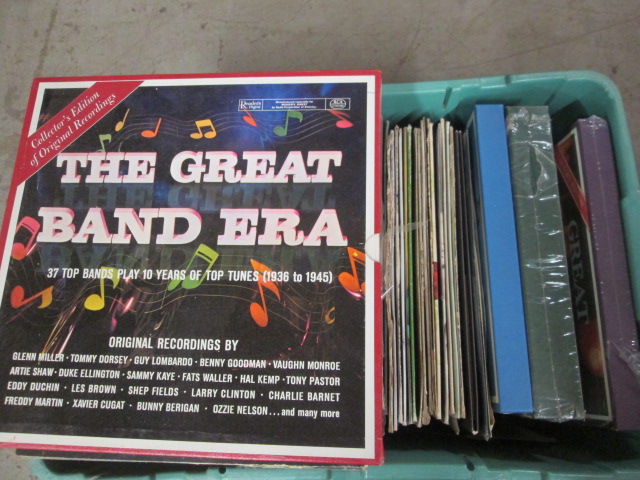 Collector's Edition
of Original Recordings
Reader's
Digest
RCA
THE GREAT
BAND ERA
37 TOP BANDS PLAY 10 YEARS OF TOP TUNES (1936 to 1945)
ORIGINAL RECORDINGS BY
GLENN MILLER · TOMMY DORSEY · GUY LOMBARDO · BENNY GOODMAN · VAUGHN MONROE
ARTIE SHAW · DUKE ELLINGTON · SAMMY KAYE · FATS WALLER · HAL KEMP · TONY PASTOR
EDDY DUCHIN · LES BROWN · SHEP FIELDS · LARRY CLINTON · CHARLIE BARNET
FREDDY MARTIN · XAVIER CUGAT · BUNNY BERIGAN · OZZIE NELSON...and many more
GREAT